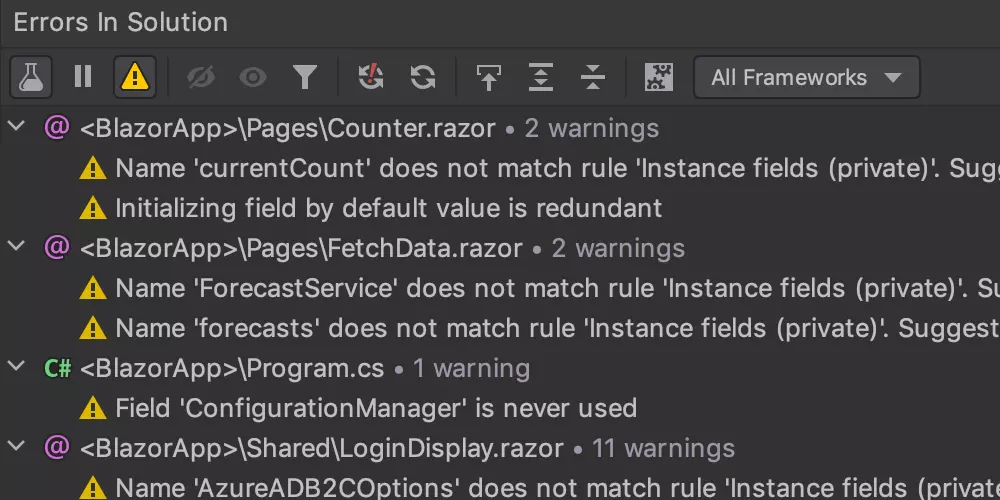 Errors In Solution
All Frameworks
@ <BlazorApp>\Pages\Counter.razor • 2 warnings
Name 'currentCount' does not match rule 'Instance fields (private)'. Sug
Initializing field by default value is redundant
@ <BlazorApp>\Pages\FetchData.razor • 2 warnings
Name 'ForecastService' does not match rule 'Instance fields (private)'. Su
Name 'forecasts' does not match rule 'Instance fields (private)'. Suggest
C# <BlazorApp>\Program.cs • 1 warning
Field 'ConfigurationManager' is never used
@ <BlazorApp>\Shared\LoginDisplay.razor • 11 warnings
Name 'AzureADB2COptions' does not match rule 'Instance fields (privat